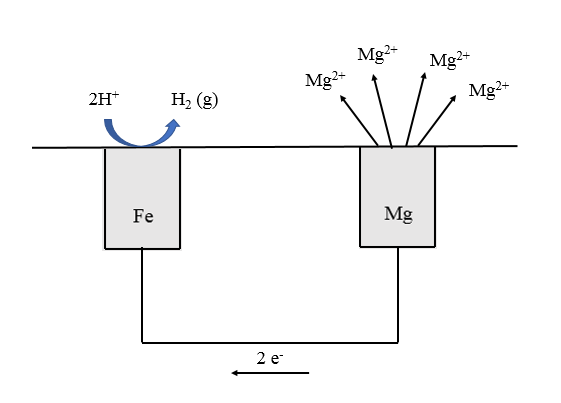 Mg²⁺
Mg²⁺
Mg²⁺
Mg²⁺
2H⁺
H₂ (g)
Fe
Mg
2 e⁻